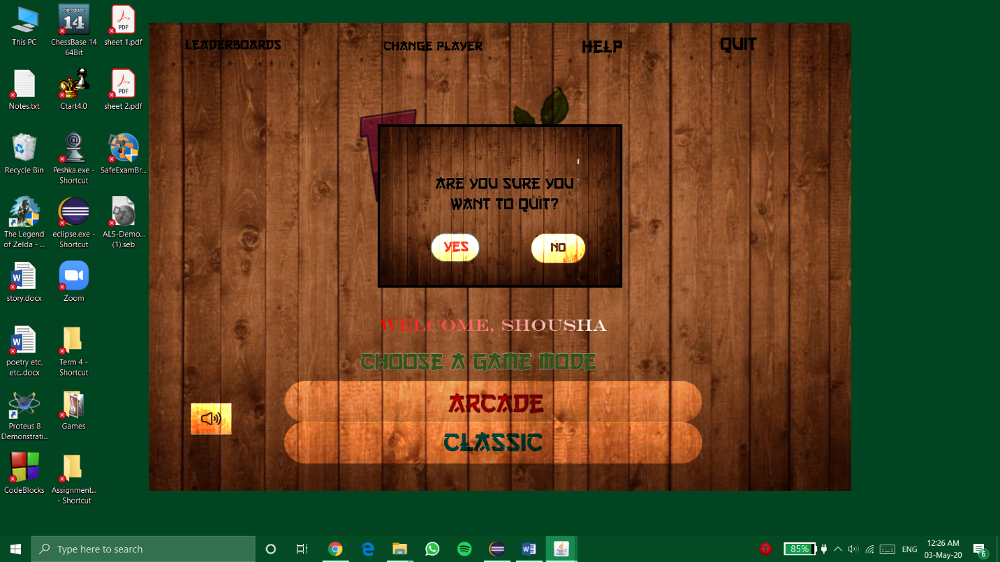 This PC
ChessBase 14
64Bit
sheet 1.pdf
Notes.txt
Ctart4.0
sheet 2.pdf
Recycle Bin
Peshka.exe -
Shortcut
SafeExamBr...
The Legend
of Zelda - ...
eclipse.exe -
Shortcut
ALS-Demo...
(1).seb
story.docx
Zoom
poetry etc,
etc..docx
Term 4 -
Shortcut
Proteus 8
Demonstrati...
Games
CodeBlocks
Assignment...
- Shortcut
CHESSBASE
14
PDF
PDF
LEADERBOARDS
CHANGE PLAYER
HELP
QUIT
ARE YOU SURE YOU
WANT TO QUIT?
YES
NO
WELCOME, SHOUSHA
CHOOSE A GAME MODE
ARCADE
CLASSIC
Type here to search
85%
ENG
12:26 AM
03-May-20
6